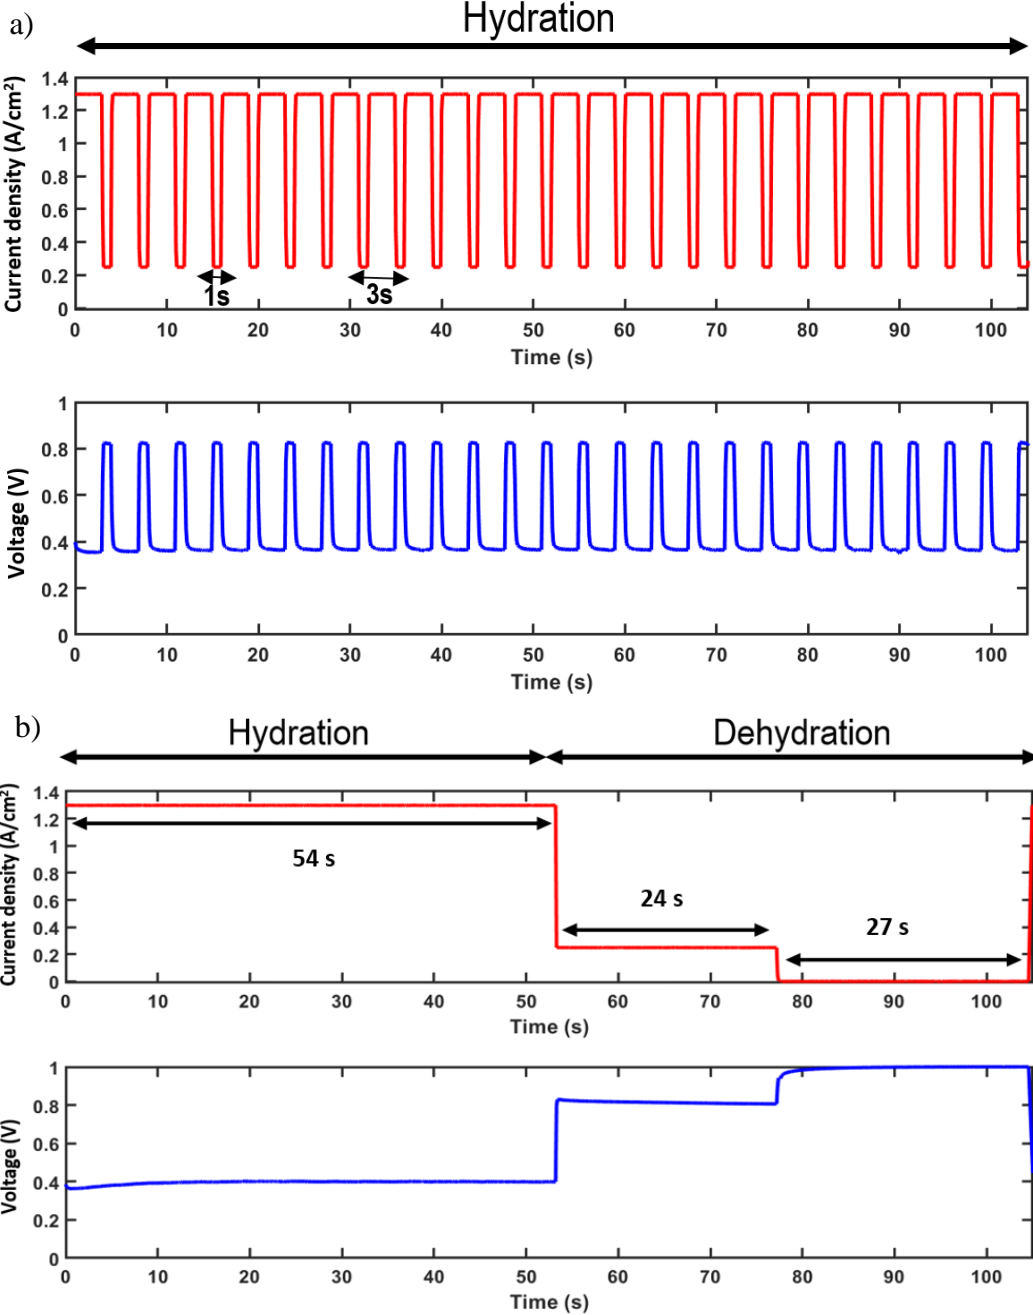 a)
Hydration
Current density (A/cm²)
1.4
1.2
1
0.8
0.6
0.4
0.2
0
1s
3s
0 10 20 30 40 50 60 70 80 90 100
Time (s)
Voltage (V)
1
0.8
0.6
0.4
0.2
0
0 10 20 30 40 50 60 70 80 90 100
Time (s)
b)
Hydration Dehydration
Current density (A/cm²)
1.4
1.2
1
0.8
0.6
0.4
0.2
0
54 s
24 s
27 s
0 10 20 30 40 50 60 70 80 90 100
Time (s)
Voltage (V)
1
0.8
0.6
0.4
0.2
0
0 10 20 30 40 50 60 70 80 90 100
Time (s)